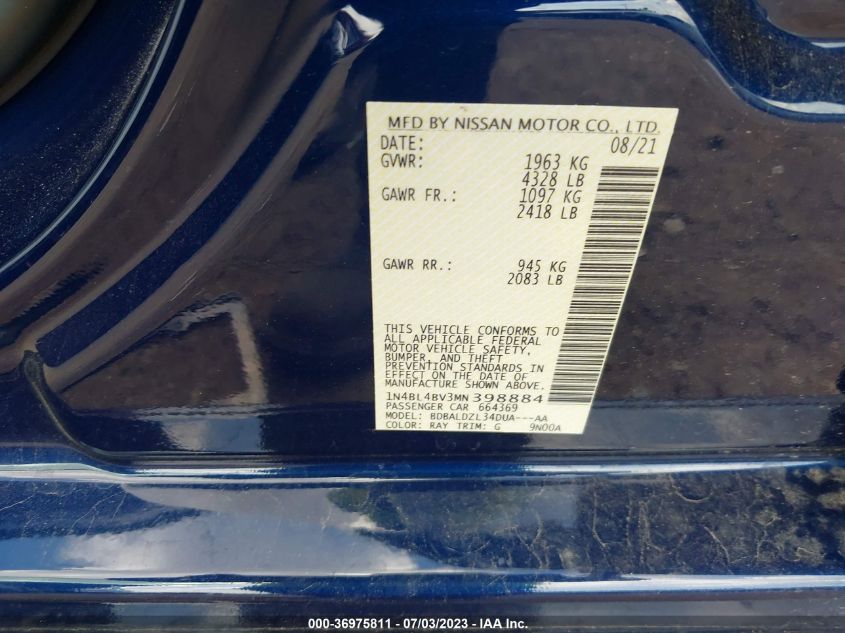 MFD BY NISSAN MOTOR CO., LTD.
DATE: 08/21
GVWR: 1963 KG
4328 LB
GAWR FR.: 1097 KG
2418 LB
GAWR RR.: 945 KG
2083 LB
THIS VEHICLE CONFORMS TO
ALL APPLICABLE FEDERAL
MOTOR VEHICLE SAFETY,
BUMPER, AND THEFT
PREVENTION STANDARDS IN
EFFECT ON THE DATE OF
MANUFACTURE SHOWN ABOVE.
1N4BL4BV3MN398884
PASSENGER CAR 664369
MODEL: BDBALDZL34DUA---AA
COLOR: RAY TRIM: G 9N00A
000-36975811 - 07/03/2023 - IAA Inc.